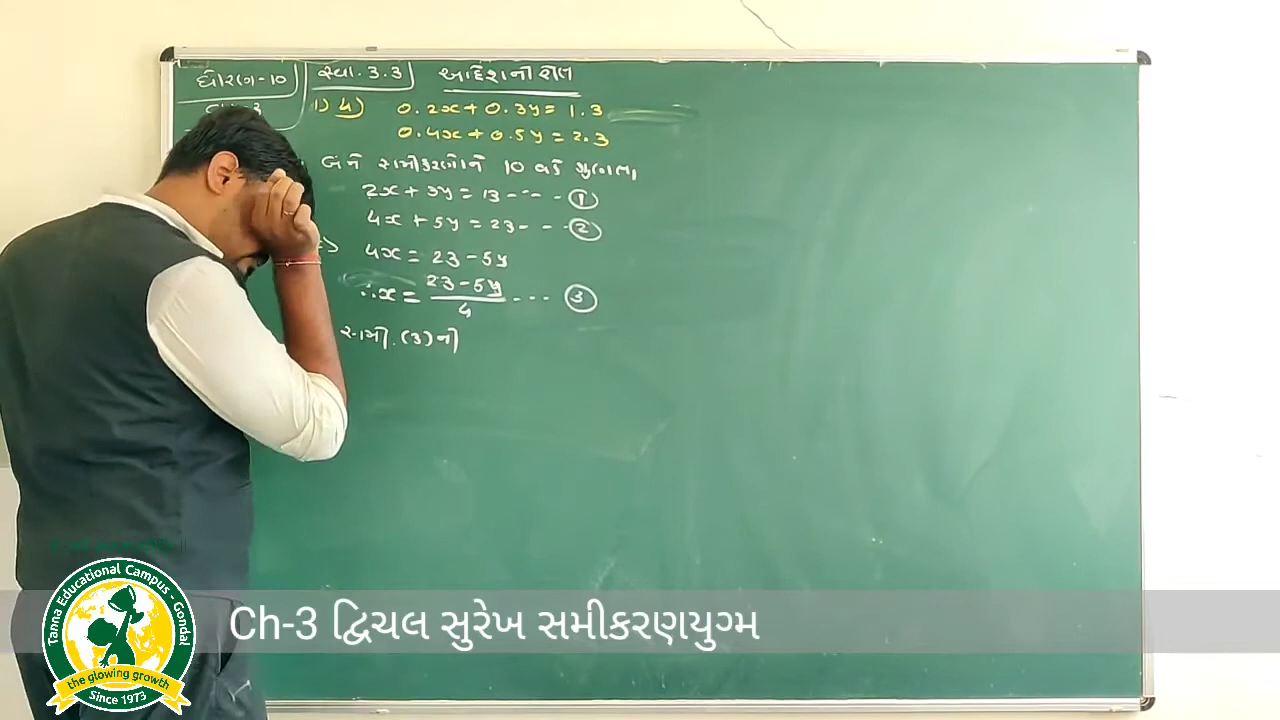 ધોરણ-10
સ્વા. 3.3 આદેશની રીત
1) 4) 0.2x + 0.3y = 1.3
0.4x + 0.5y = 2.3
બંને સમીકરણોને 10 વડે ગુણતા,
2x + 3y = 13 --- - ①
4x + 5y = 23 - - - - ②
4x = 23 - 5y
∴ x = 23 - 5y / 4 --- ③
સમી. (3) ની
Ch-3 દ્વિચલ સુરેખ સમીકરણયુગ્મ
Tanna Educational Campus - Gondal
the glowing growth
Since 1973